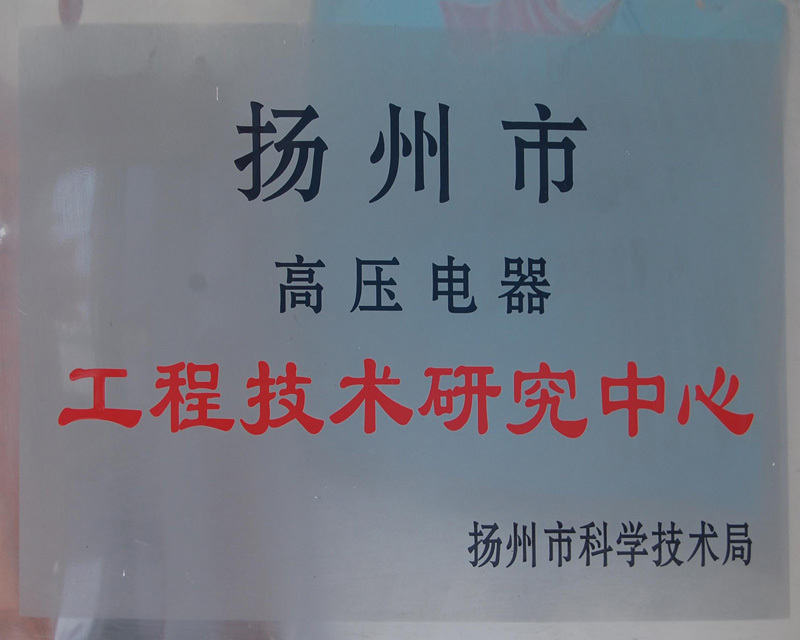 扬州市
高压电器
工程技术研究中心
扬州市科学技术局